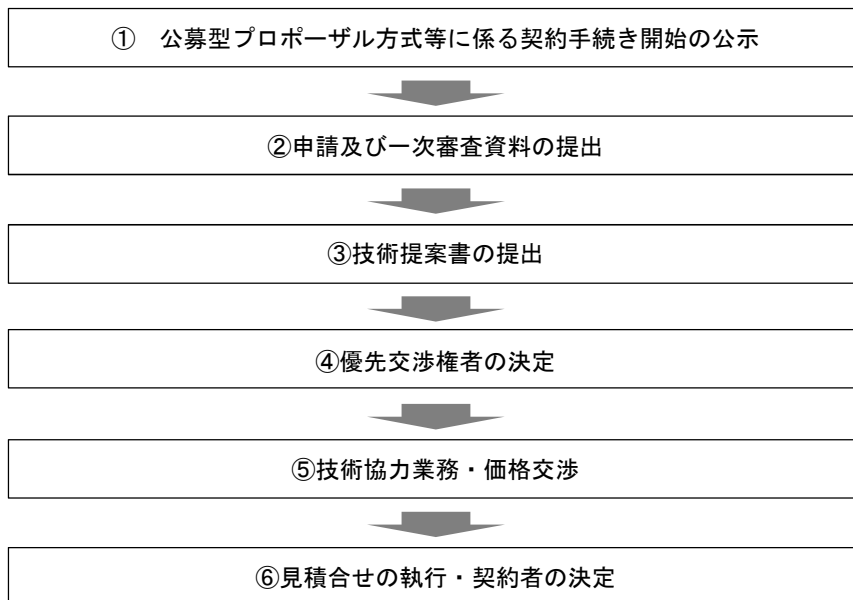 ①　公募型プロポーザル方式等に係る契約手続き開始の公示
②申請及び一次審査資料の提出
③技術提案書の提出
④優先交渉権者の決定
⑤技術協力業務・価格交渉
⑥見積合せの執行・契約者の決定